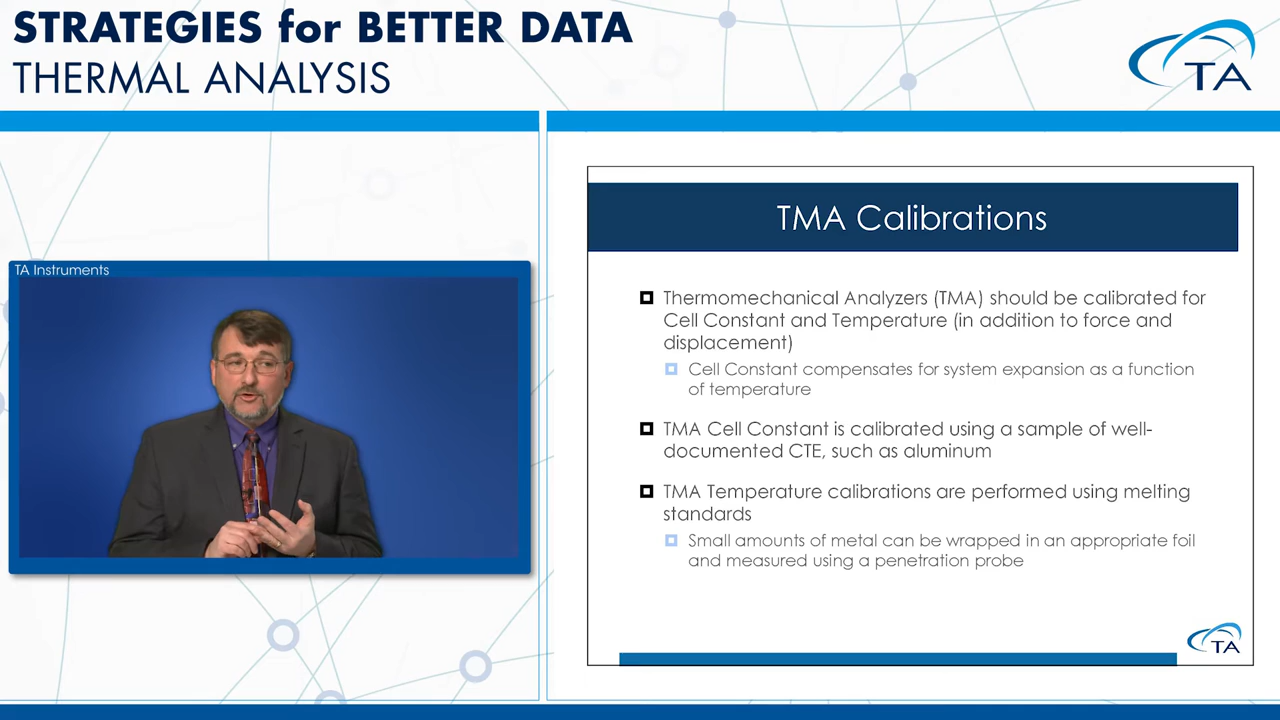 STRATEGIES for BETTER DATA
THERMAL ANALYSIS
TA
TA Instruments
TMA Calibrations
Thermomechanical Analyzers (TMA) should be calibrated for
Cell Constant and Temperature (in addition to force and
displacement)
Cell Constant compensates for system expansion as a function
of temperature
TMA Cell Constant is calibrated using a sample of well-
documented CTE, such as aluminum
TMA Temperature calibrations are performed using melting
standards
Small amounts of metal can be wrapped in an appropriate foil
and measured using a penetration probe
TA